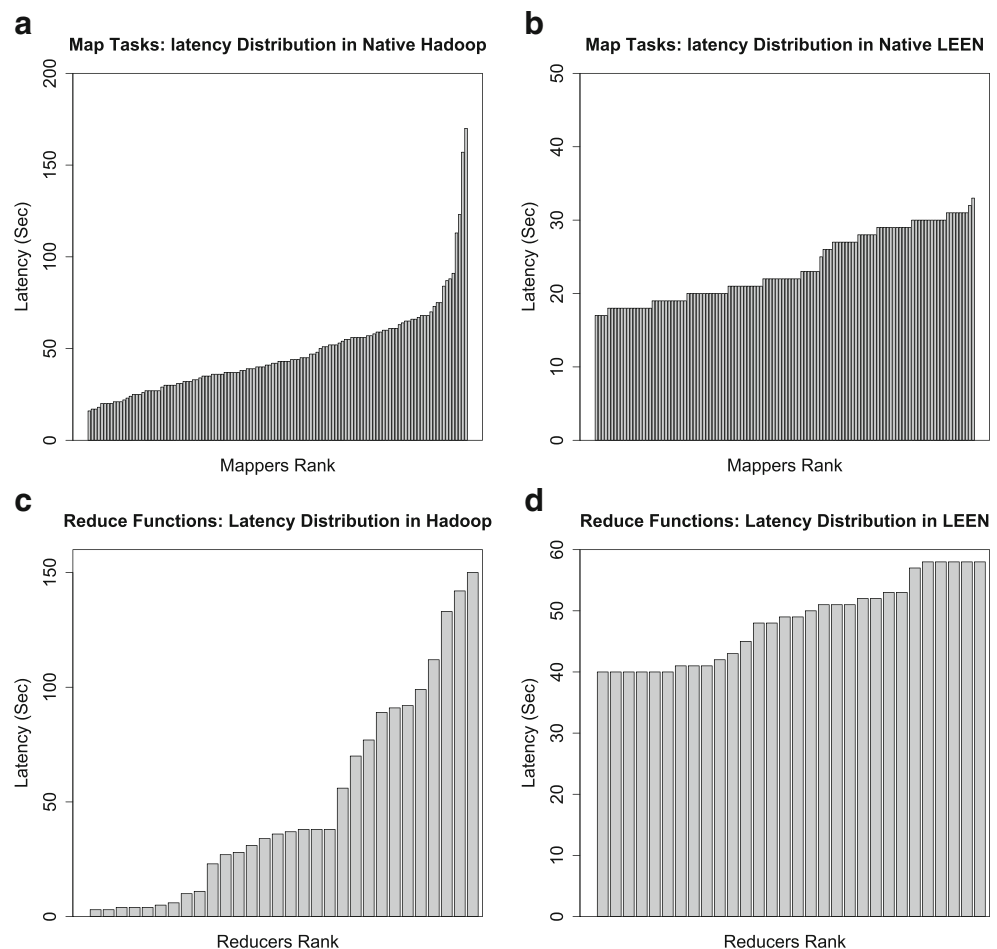 a
Map Tasks: latency Distribution in Native Hadoop
Latency (Sec)
200
150
100
50
0
Mappers Rank
b
Map Tasks: latency Distribution in Native LEEN
Latency (Sec)
50
40
30
20
10
0
Mappers Rank
c
Reduce Functions: Latency Distribution in Hadoop
Latency (Sec)
150
100
50
0
Reducers Rank
d
Reduce Functions: Latency Distribution in LEEN
Latency (Sec)
60
50
40
30
20
10
0
Reducers Rank